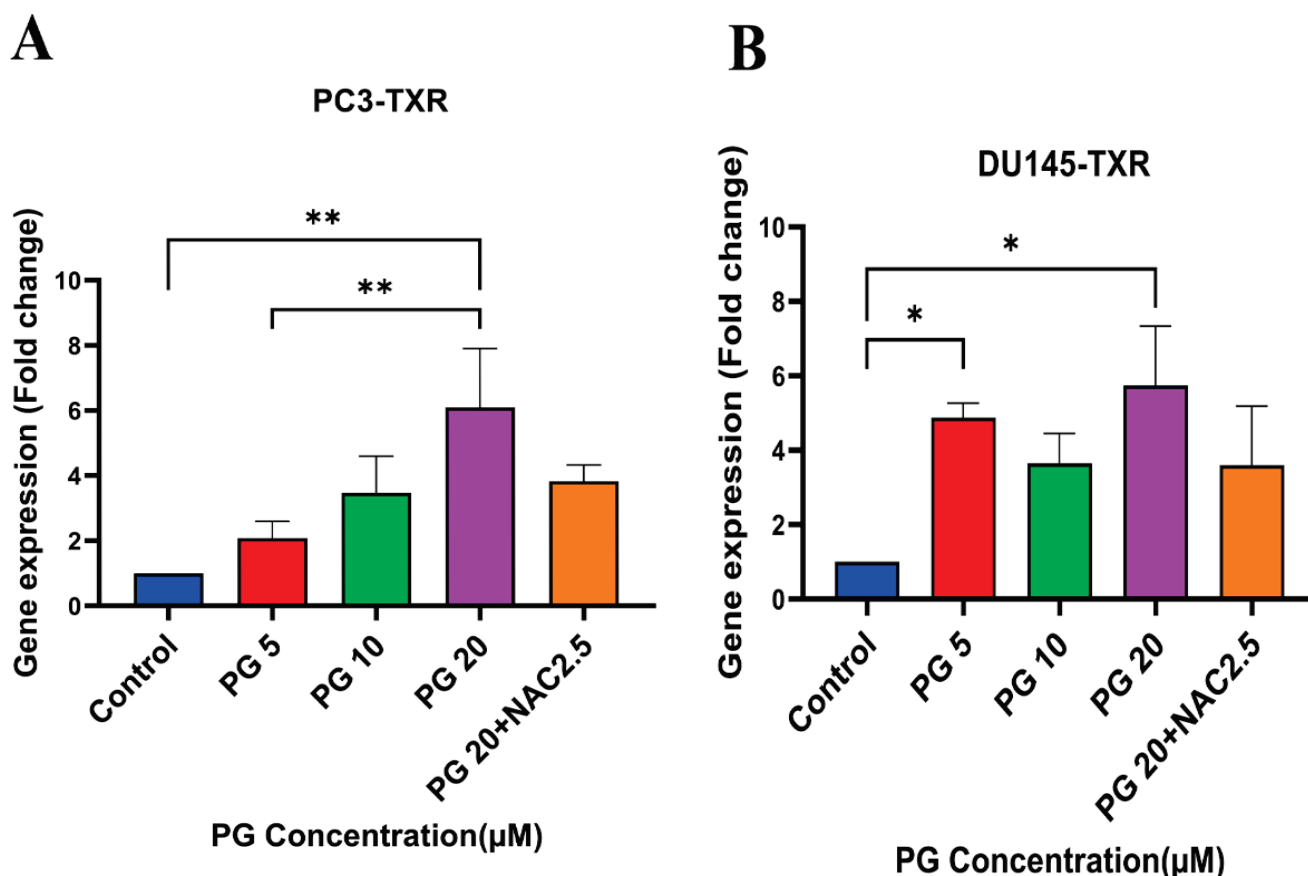 A
PC3-TXR
Gene expression (Fold change)
10
8
6
4
2
0
**
**
Control
PG 5
PG 10
PG 20
PG 20+NAC2.5
PG Concentration(µM)
B
DU145-TXR
Gene expression (Fold change)
10
8
6
4
2
0
*
*
Control
PG 5
PG 10
PG 20
PG 20+NAC2.5
PG Concentration(µM)